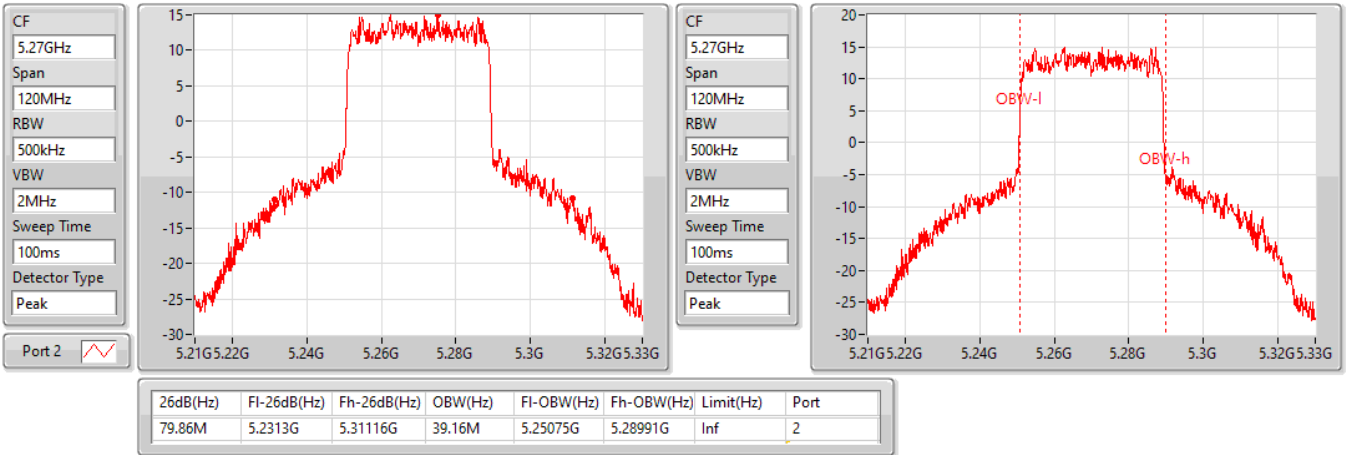 CF
5.27GHz
Span
120MHz
RBW
500kHz
VBW
2MHz
Sweep Time
100ms
Detector Type
Peak
Port 2
15
10
5
0
-5
-10
-15
-20
-25
-30
5.21G 5.22G 5.24G 5.26G 5.28G 5.3G 5.32G 5.33G
CF
5.27GHz
Span
120MHz
RBW
500kHz
VBW
2MHz
Sweep Time
100ms
Detector Type
Peak
20
15
10
5
0
-5
-10
-15
-20
-25
-30
OBW-l
OBW-h
5.21G 5.22G 5.24G 5.26G 5.28G 5.3G 5.32G 5.33G
26dB(Hz) Fl-26dB(Hz) Fh-26dB(Hz) OBW(Hz) Fl-OBW(Hz) Fh-OBW(Hz) Limit(Hz) Port
79.86M 5.2313G 5.31116G 39.16M 5.25075G 5.28991G Inf 2